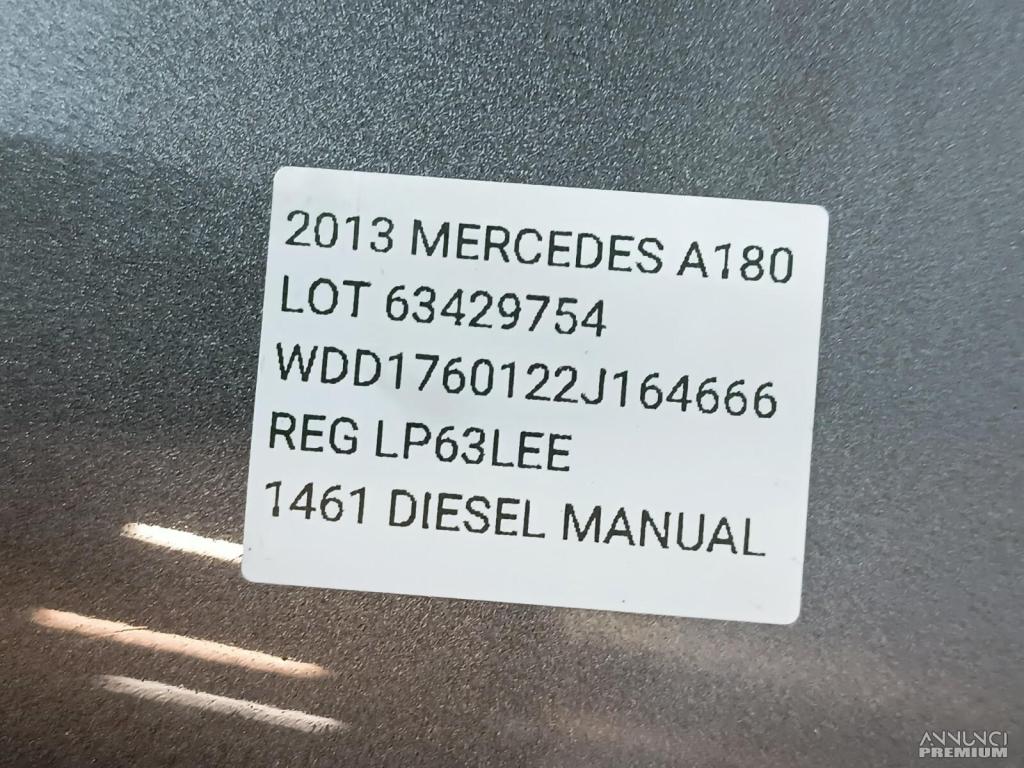 2013 MERCEDES A180
LOT 63429754
WDD1760122J164666
REG LP63LEE
1461 DIESEL MANUAL
ANNUNCI
PREMIUM